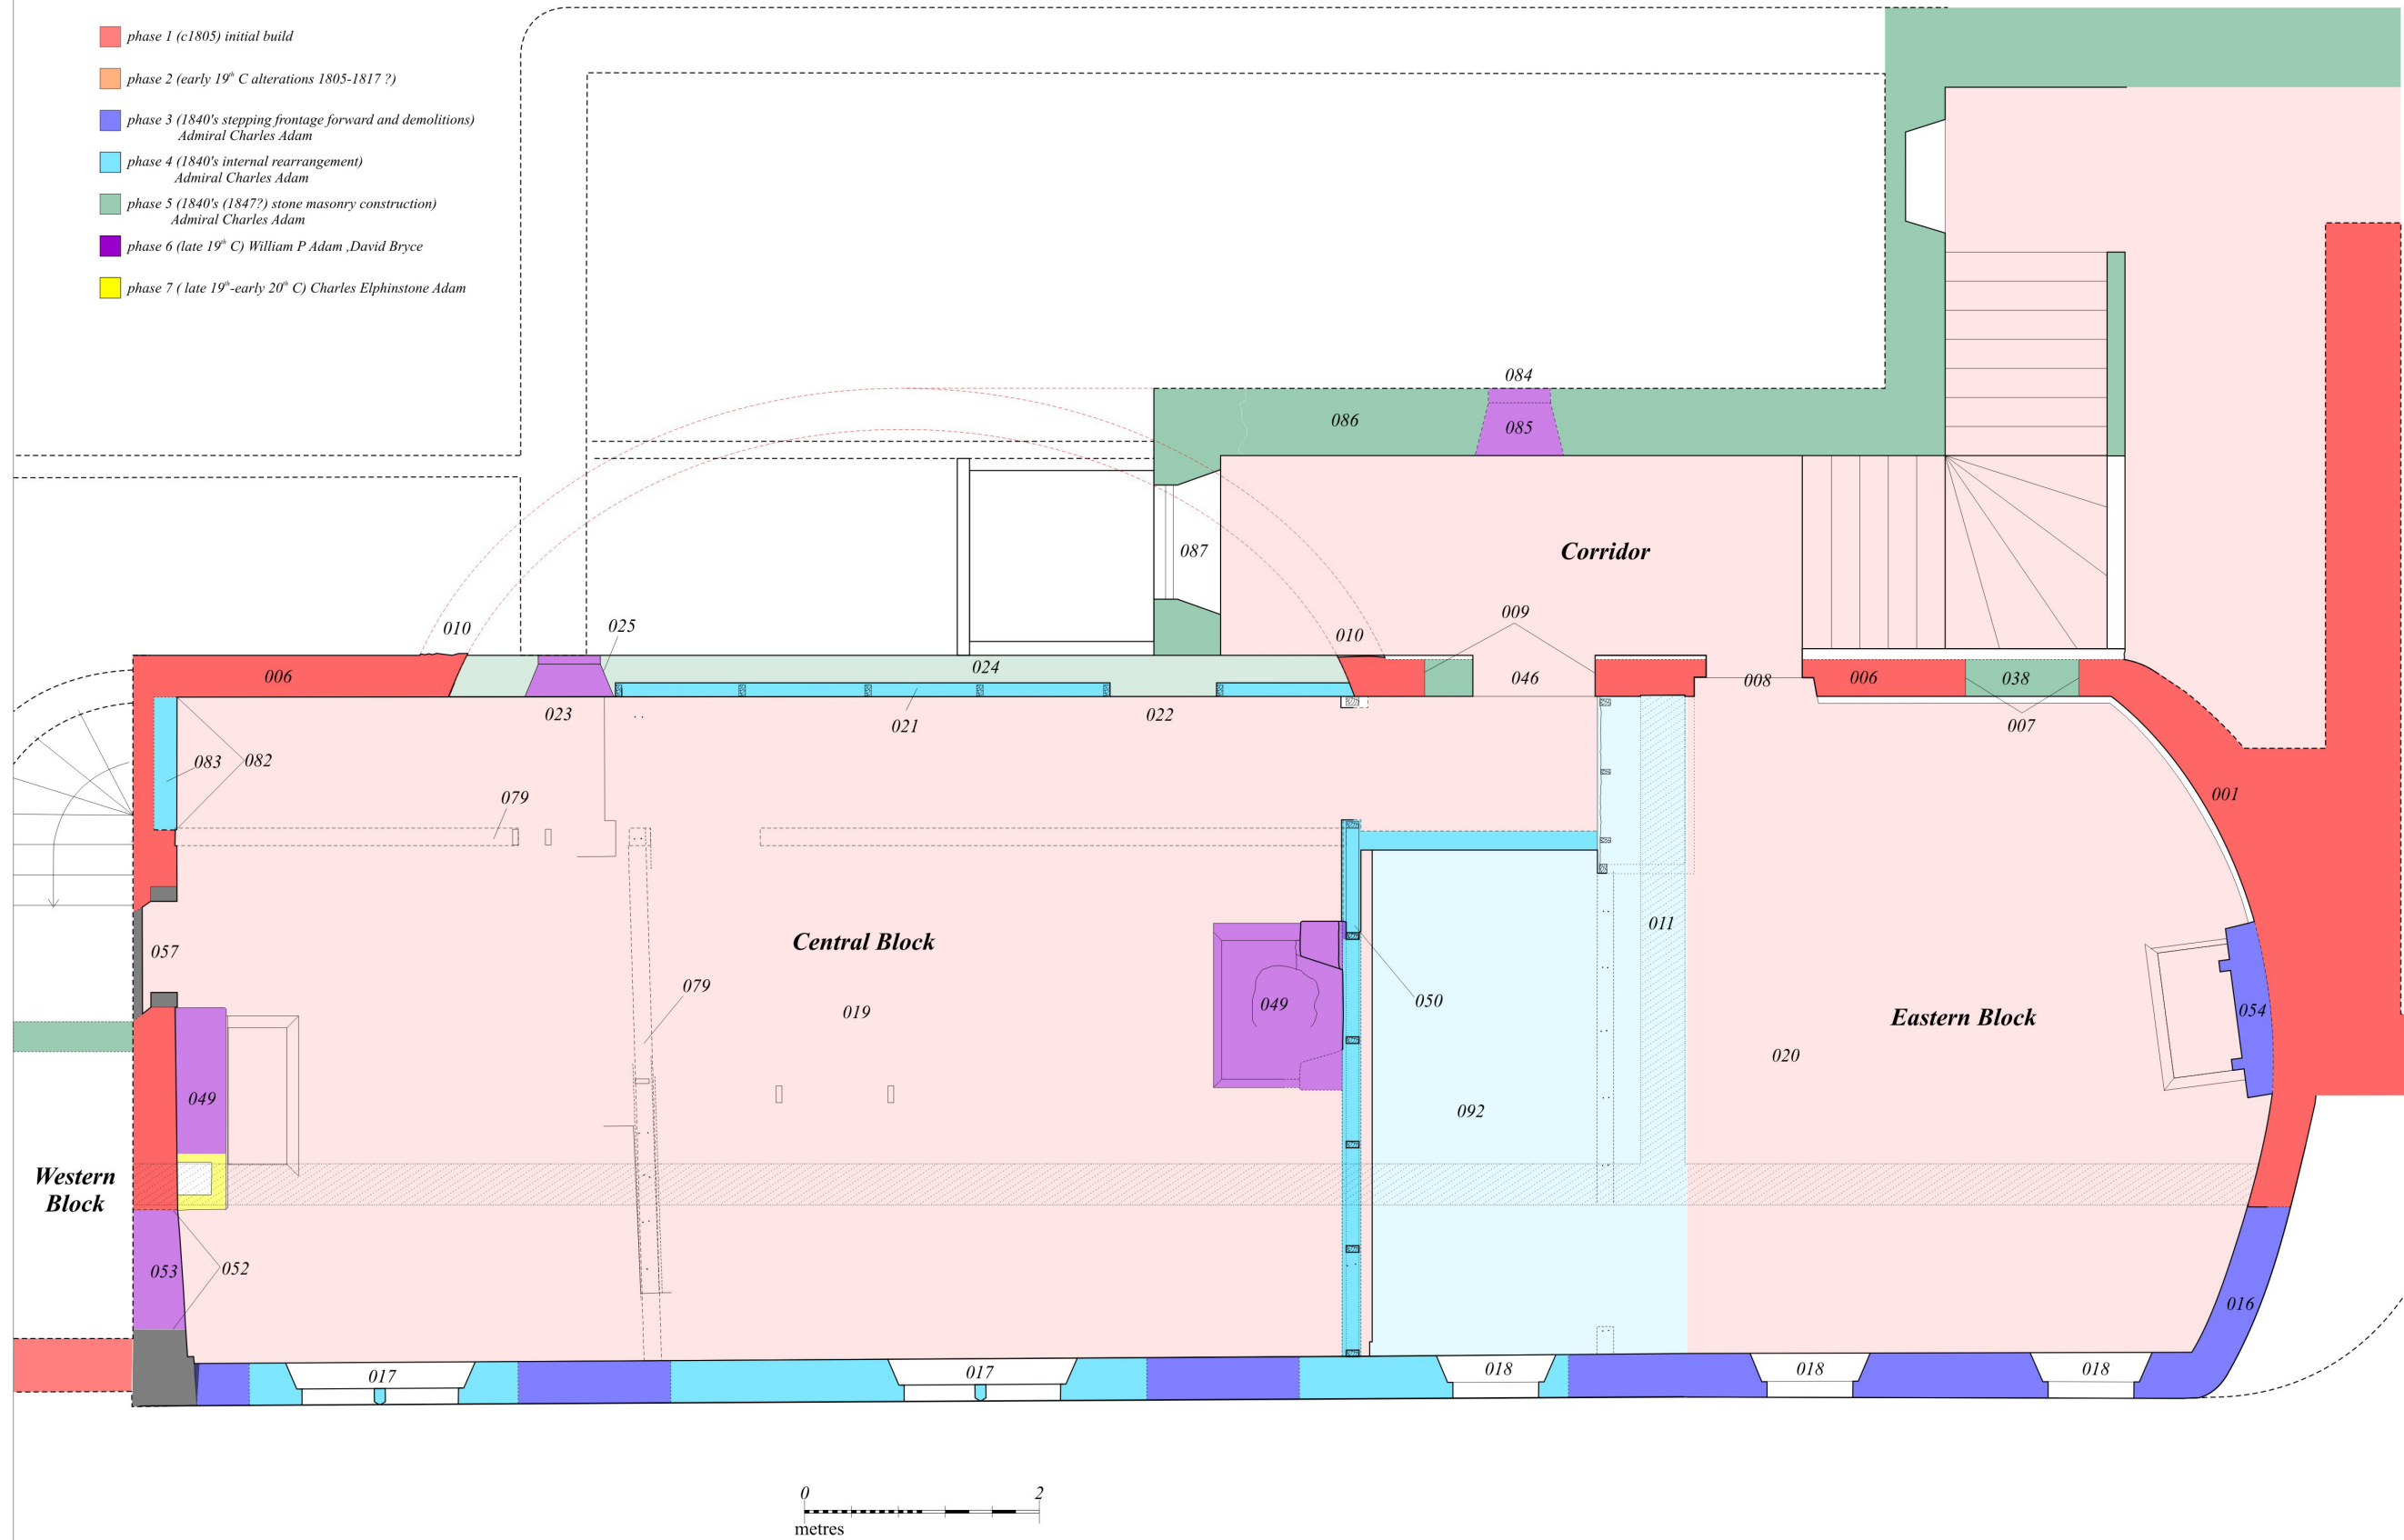 phase 1 (c1805) initial build
phase 2 (early 19th C alterations 1805-1817 ?)
phase 3 (1840's stepping frontage forward and demolitions)
Admiral Charles Adam
phase 4 (1840's internal rearrangement)
Admiral Charles Adam
phase 5 (1840's (1847?) stone masonry construction)
Admiral Charles Adam
phase 6 (late 19th C) William P Adam ,David Bryce
phase 7 ( late 19th-early 20th C) Charles Elphinstone Adam
084
086
085
087
Corridor
009
010
025
010
006
024
046
008
006
038
023
021
022
007
083
082
079
001
011
057
Central Block
079
019
049
050
Eastern Block
054
020
049
092
Western
Block
053
052
016
017
017
018
018
018
0
2
metres